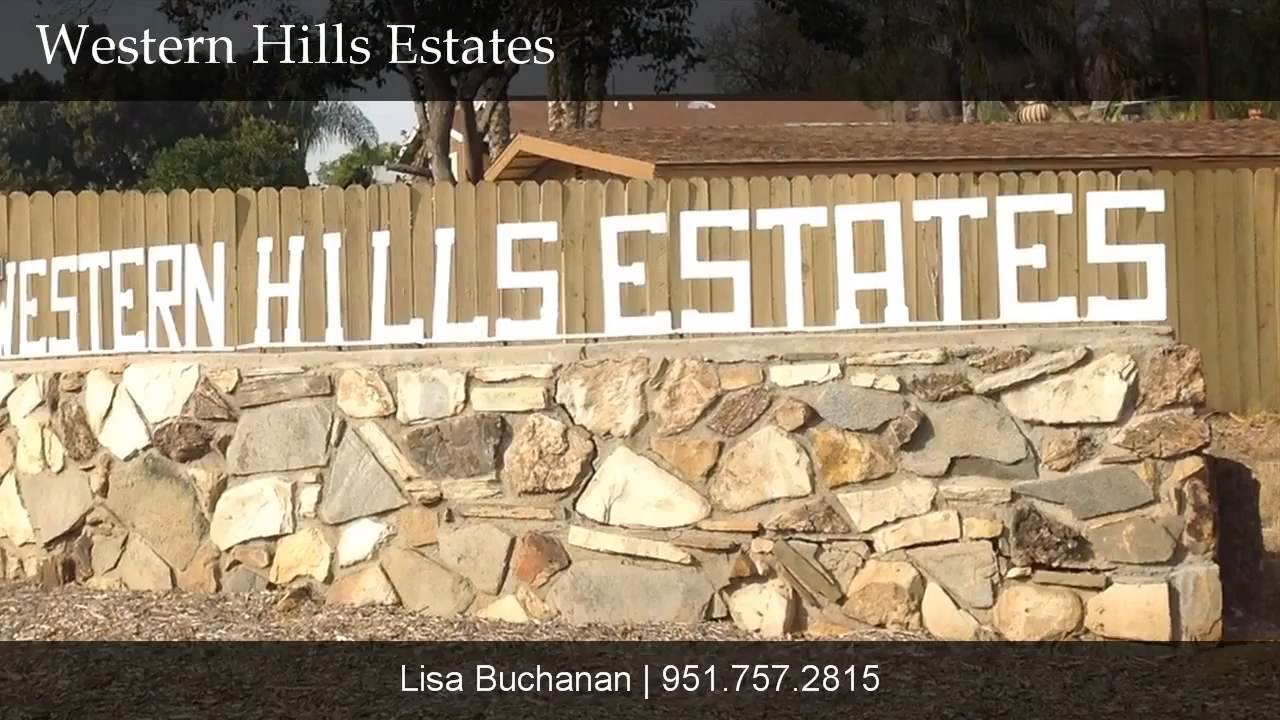 Western Hills Estates
WESTERN HILLS ESTATES
Lisa Buchanan | 951.757.2815